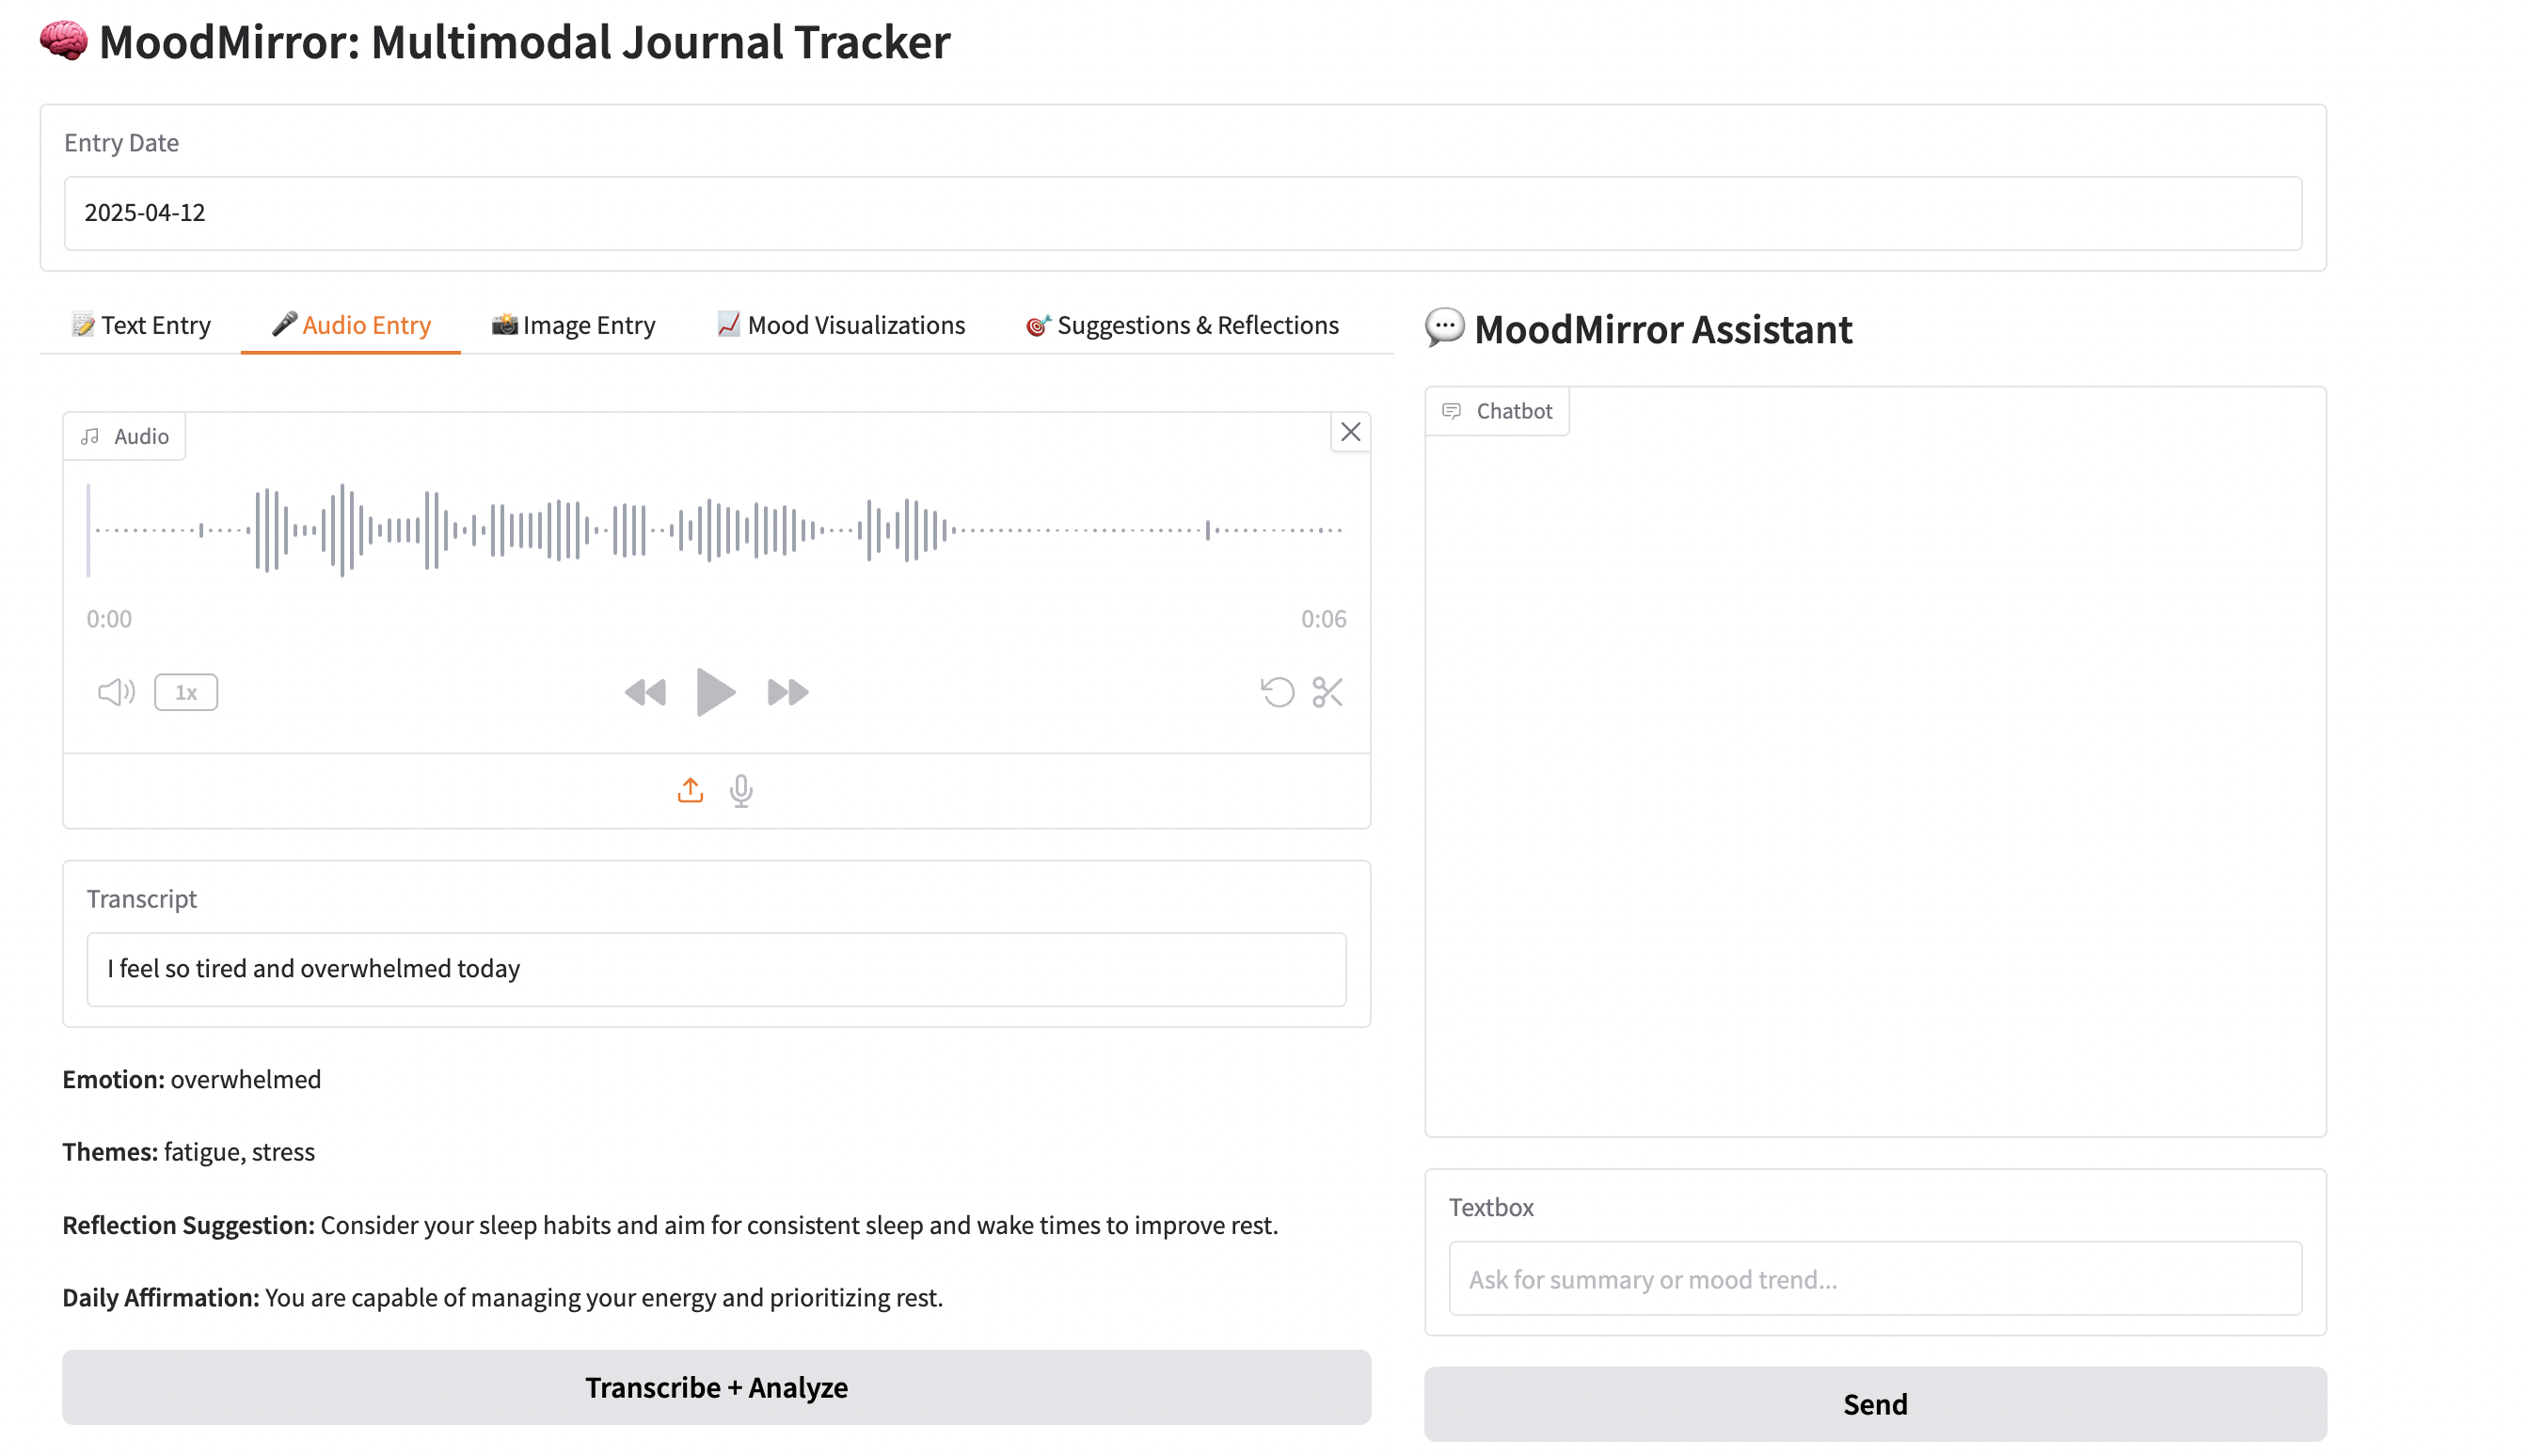 🧠 MoodMirror: Multimodal Journal Tracker
Entry Date
2025-04-12
📝 Text Entry
🎤 Audio Entry
📸 Image Entry
📈 Mood Visualizations
🎯 Suggestions & Reflections
Audio
0:00
0:06
1x
Transcript
I feel so tired and overwhelmed today
Emotion: overwhelmed
Themes: fatigue, stress
Reflection Suggestion: Consider your sleep habits and aim for consistent sleep and wake times to improve rest.
Daily Affirmation: You are capable of managing your energy and prioritizing rest.
Transcribe + Analyze
💬 MoodMirror Assistant
Chatbot
Textbox
Ask for summary or mood trend...
Send